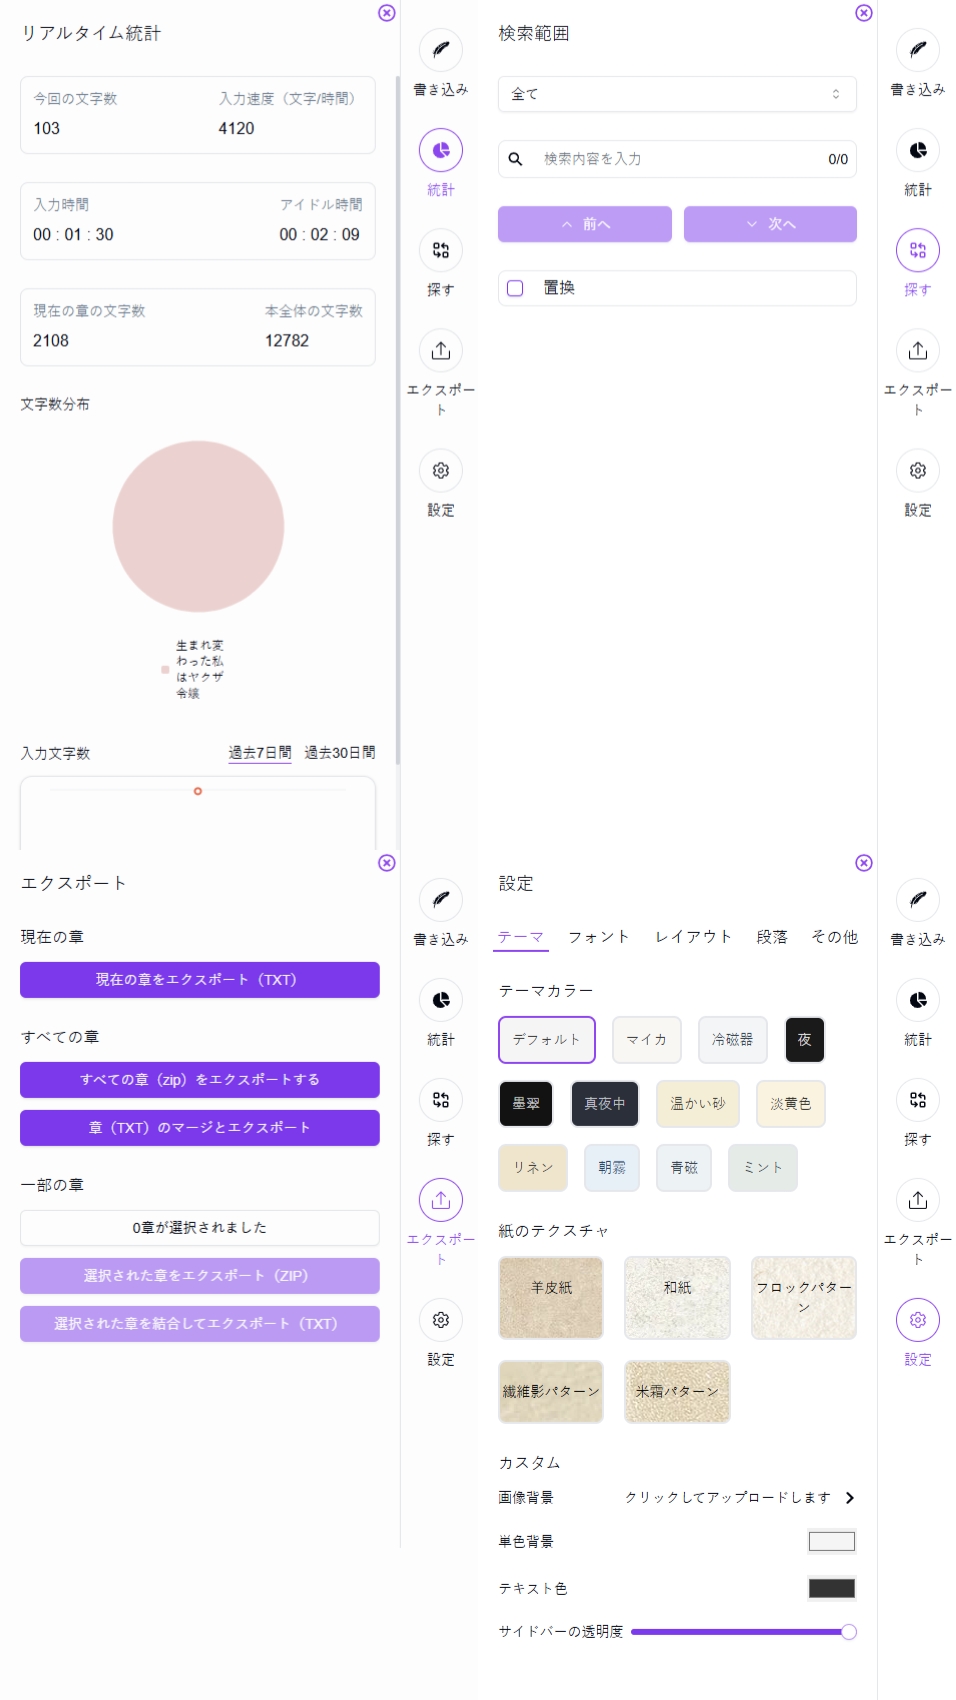 リアルタイム統計
今回の文字数
入力速度（文字/時間）
103
4120
入力時間
アイドル時間
00 : 01 : 30
00 : 02 : 09
現在の章の文字数
本全体の文字数
2108
12782
文字数分布
生まれ変
わった私
はヤクザ
令嬢
入力文字数
過去7日間
過去30日間
書き込み
統計
探す
エクスポー
ト
設定
検索範囲
全て
検索内容を入力
0/0
前へ
次へ
置換
書き込み
統計
探す
エクスポー
ト
設定
エクスポート
現在の章
現在の章をエクスポート（TXT）
すべての章
すべての章（zip）をエクスポートする
章（TXT）のマージとエクスポート
一部の章
0章が選択されました
選択された章をエクスポート（ZIP）
選択された章を結合してエクスポート（TXT）
書き込み
統計
探す
エクスポー
ト
設定
設定
テーマ
フォント
レイアウト
段落
その他
テーマカラー
デフォルト
マイカ
冷磁器
夜
墨翠
真夜中
温かい砂
淡黄色
リネン
朝霧
青磁
ミント
紙のテクスチャ
羊皮紙
和紙
フロックパター
ン
繊維影パターン
米霜パターン
カスタム
画像背景
クリックしてアップロードします
単色背景
テキスト色
サイドバーの透明度
書き込み
統計
探す
エクスポー
ト
設定